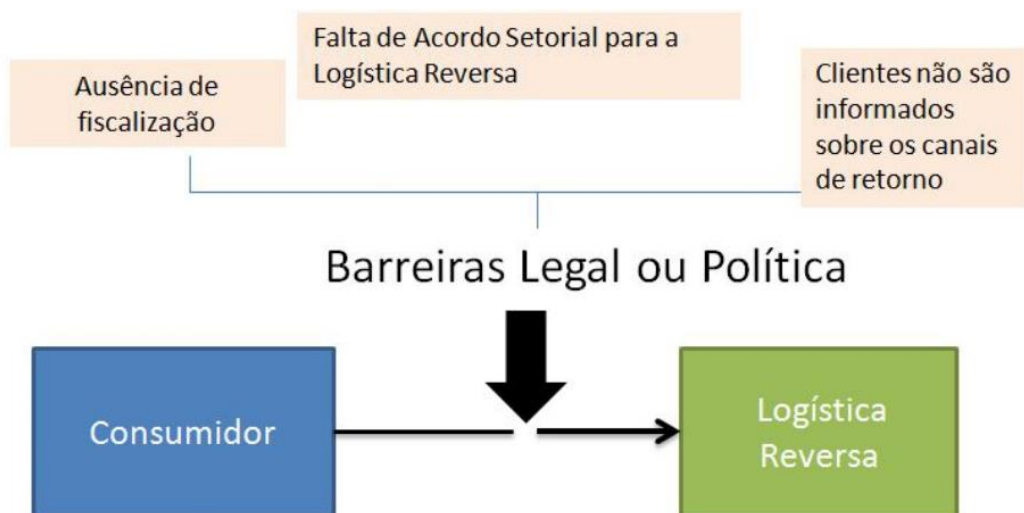 Ausência de
fiscalização
Falta de Acordo Setorial para a
Logística Reversa
Clientes não são
informados
sobre os canais
de retorno
Barreiras Legal ou Política
Consumidor
Logística
Reversa